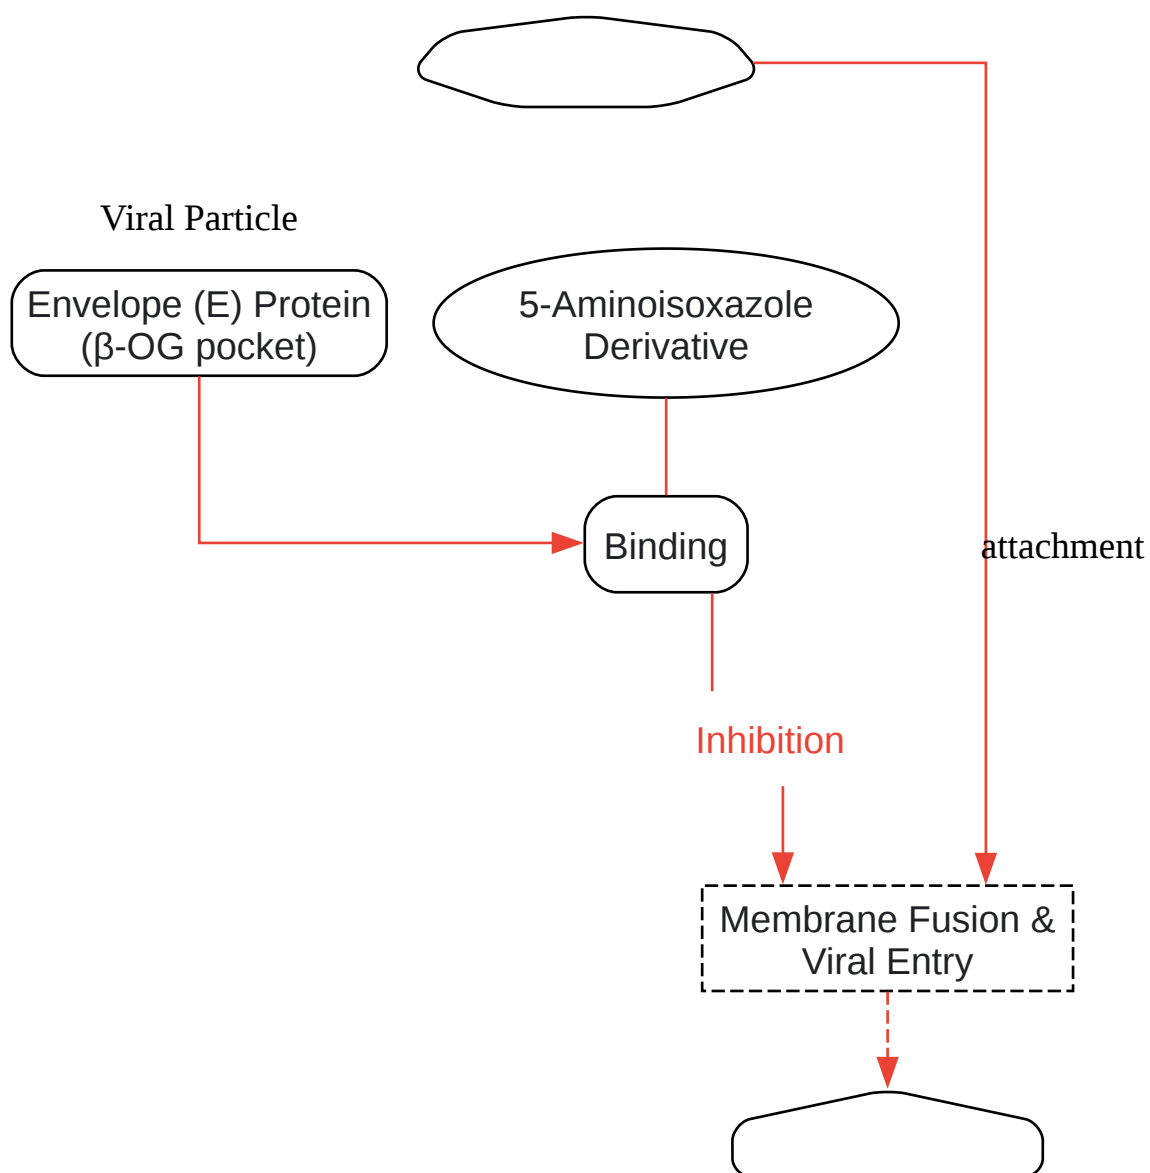 Viral Particle
Envelope (E) Protein
(β-OG pocket)
5-Aminoisoxazole
Derivative
Binding
attachment
Inhibition
Membrane Fusion &
Viral Entry